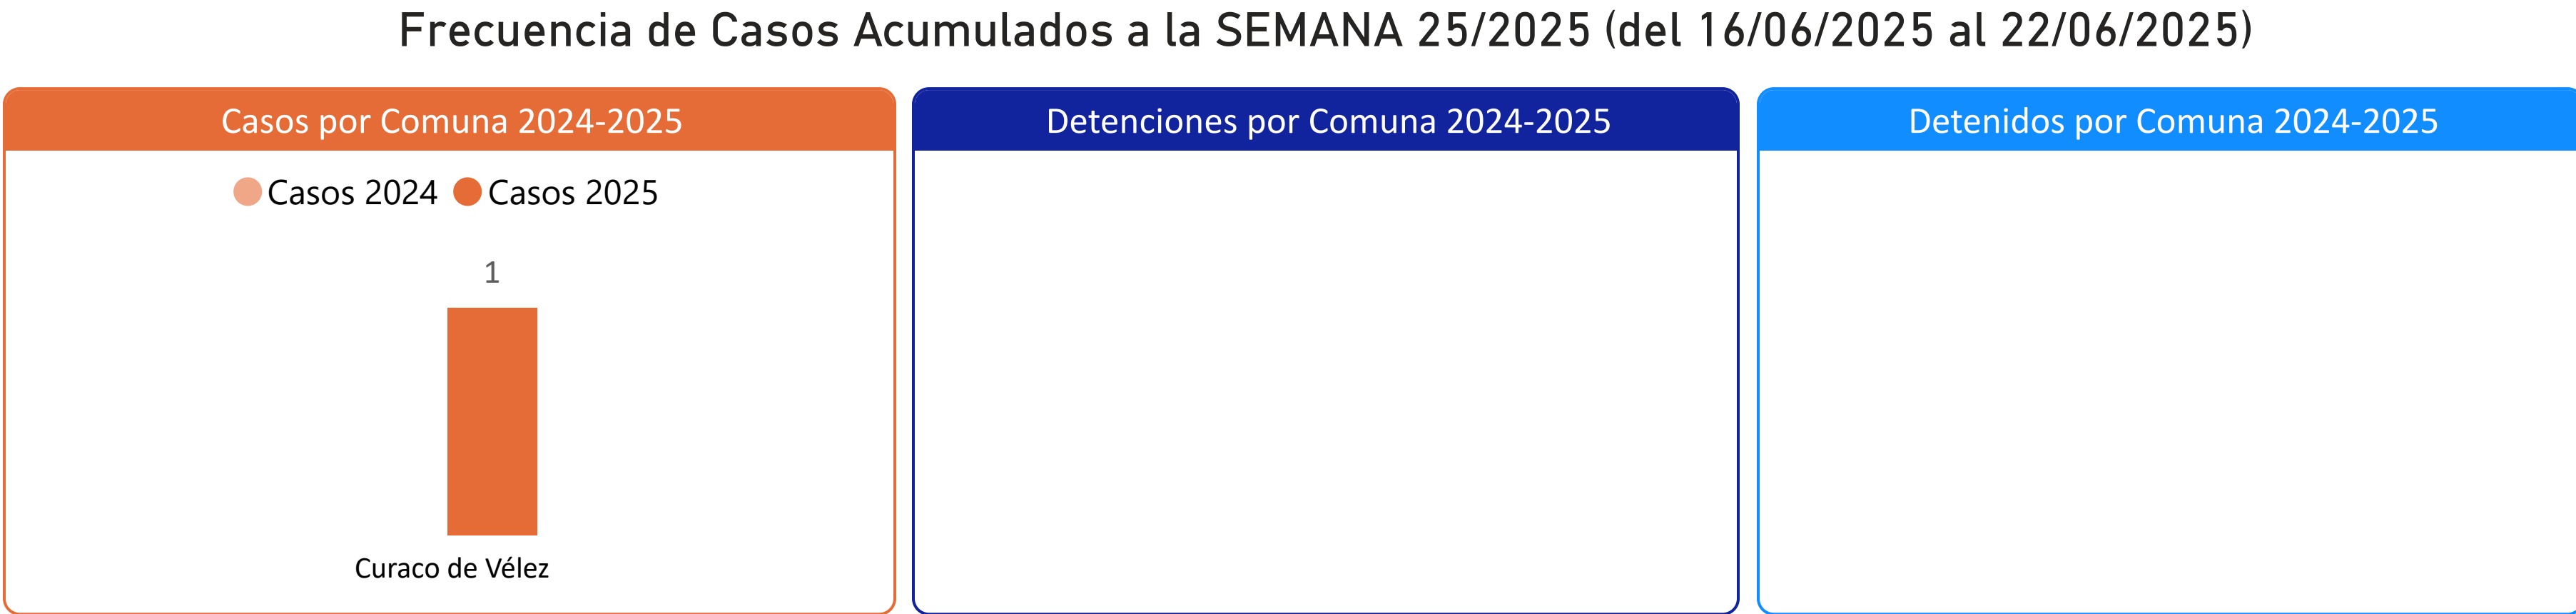 Frecuencia de Casos Acumulados a la SEMANA 25/2025 (del 16/06/2025 al 22/06/2025)
Casos por Comuna 2024-2025
Casos 2024 Casos 2025
1
Curaco de Vélez
Detenciones por Comuna 2024-2025
Detenidos por Comuna 2024-2025